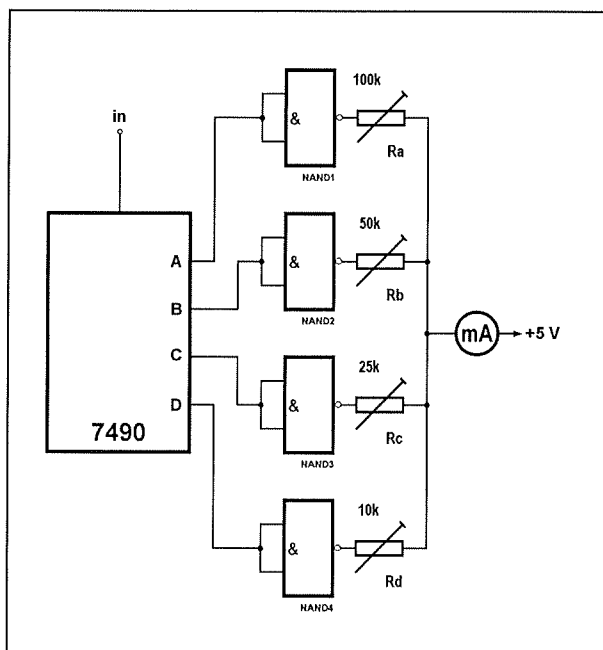 in
A
B
C
D
7490
&
NAND1
100k
Ra
&
NAND2
50k
Rb
&
NAND3
25k
Rc
&
NAND4
10k
Rd
mA
+5 V